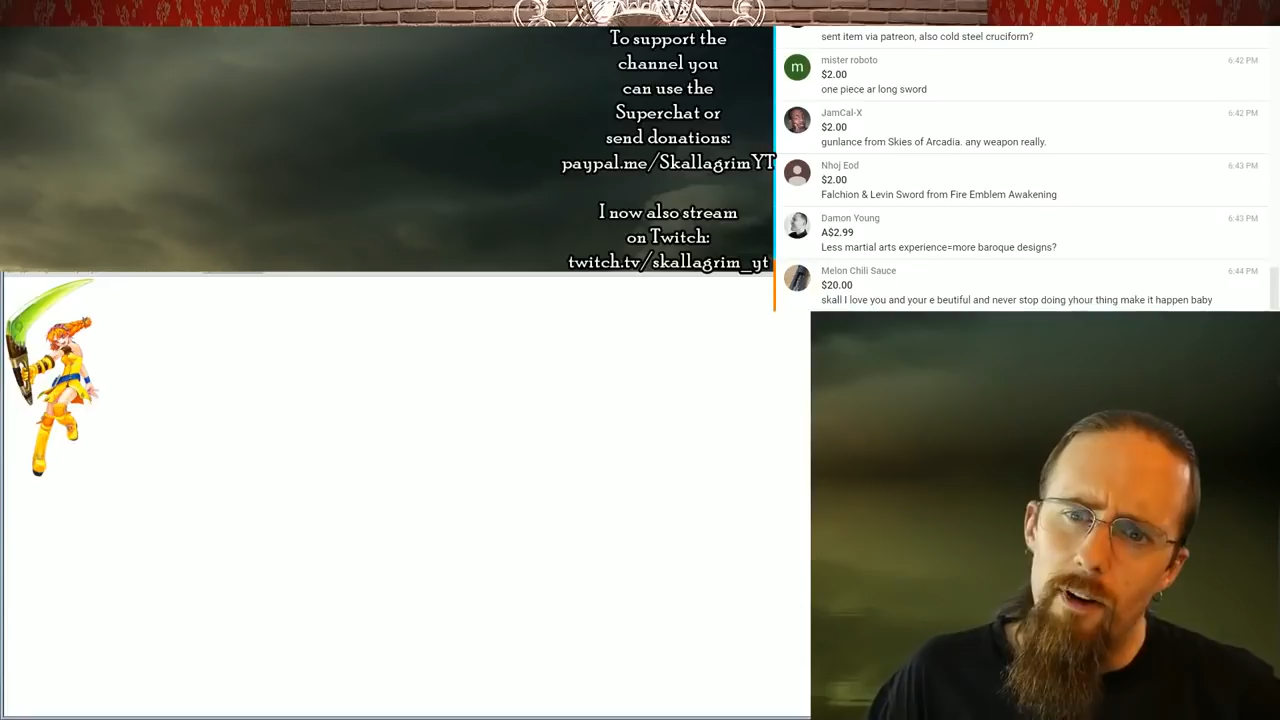 To support the
channel you
can use the
Superchat or
send donations:
paypal.me/SkallagrimYT
I now also stream
on Twitch:
twitch.tv/skallagrim_yt
sent item via patreon, also cold steel cruciform?
m
mister roboto
6:42 PM
$2.00
one piece ar long sword
JamCal-X
6:42 PM
$2.00
gunlance from Skies of Arcadia. any weapon really.
Nhoj Eod
6:43 PM
$2.00
Falchion & Levin Sword from Fire Emblem Awakening
Damon Young
6:43 PM
A$2.99
Less martial arts experience=more baroque designs?
Melon Chili Sauce
6:44 PM
$20.00
skall I love you and your e beutiful and never stop doing yhour thing make it happen baby